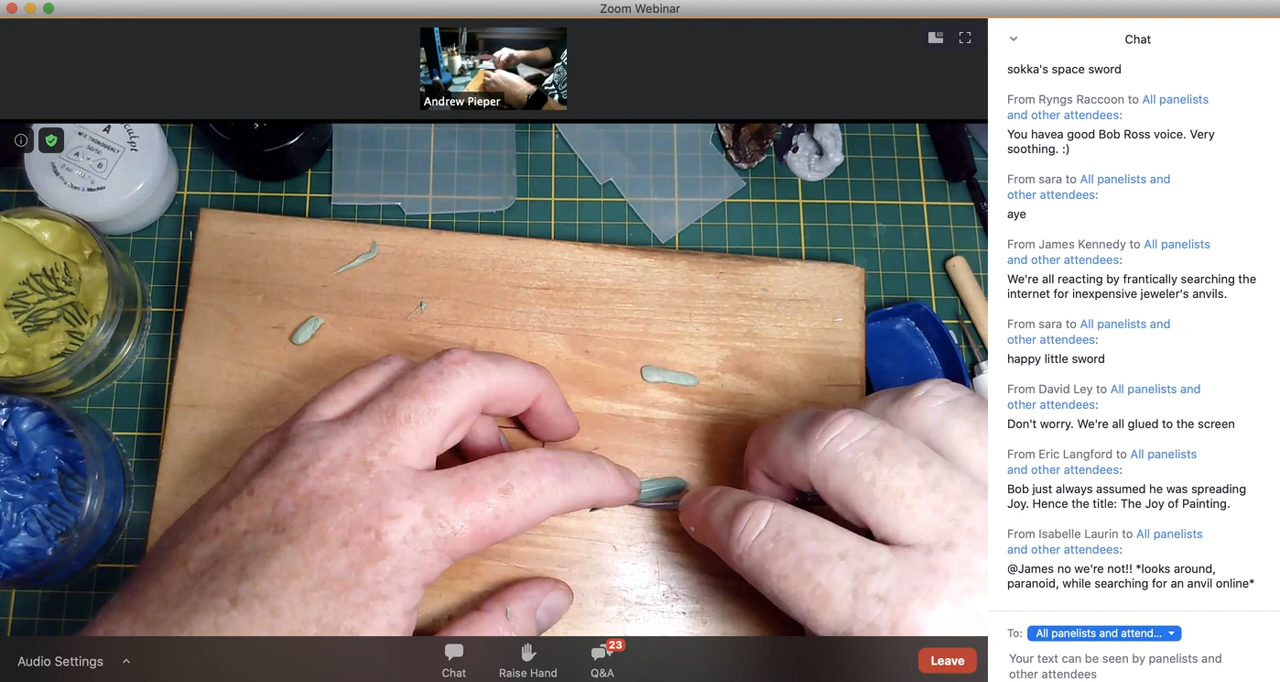 Zoom Webinar
Andrew Pieper
A
MIX THOROUGHLY
50/50
A + B
Chat
sokka's space sword
From Ryngs Raccoon to All panelists
and other attendees:
You havea good Bob Ross voice. Very
soothing. :)
From sara to All panelists and
other attendees:
aye
From James Kennedy to All panelists
and other attendees:
We're all reacting by frantically searching the
internet for inexpensive jeweler's anvils.
From sara to All panelists and
other attendees:
happy little sword
From David Ley to All panelists and
other attendees:
Don't worry. We're all glued to the screen
From Eric Langford to All panelists
and other attendees:
Bob just always assumed he was spreading
Joy. Hence the title: The Joy of Painting.
From Isabelle Laurin to All panelists
and other attendees:
@James no we're not!! *looks around,
paranoid, while searching for an anvil online*
To: All panelists and attend...
Your text can be seen by panelists and
other attendees
Audio Settings
Chat
Raise Hand
23
Q&A
Leave